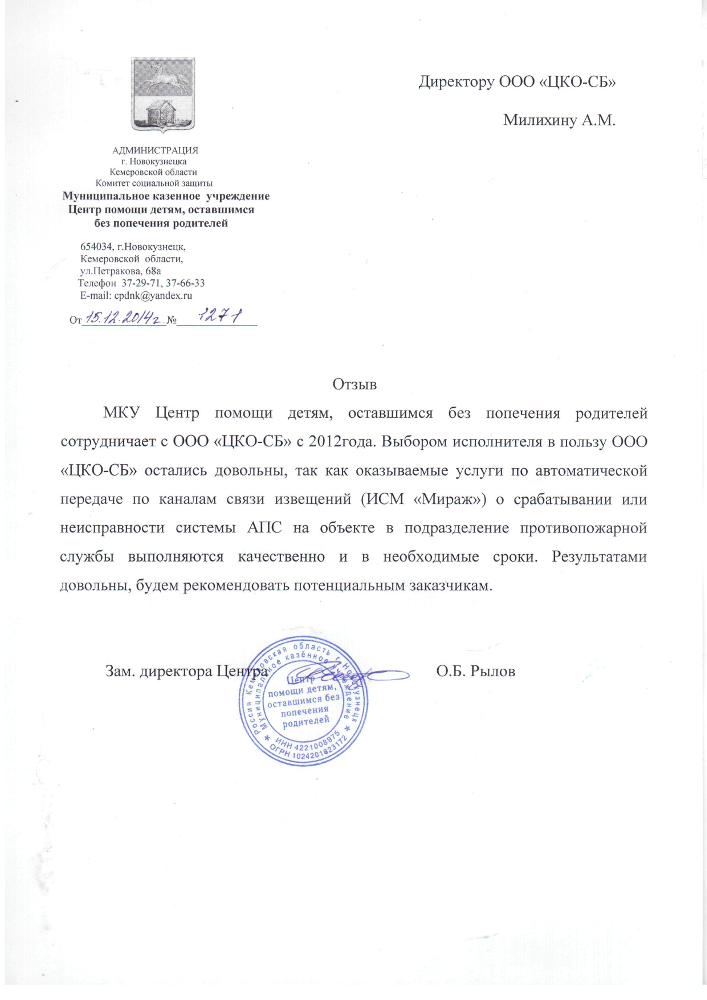 Директору ООО «ЦКО-СБ»
Милихину А.М.
АДМИНИСТРАЦИЯ
г. Новокузнецка
Кемеровской области
Комитет социальной защиты
Муниципальное казенное учреждение
Центр помощи детям, оставшимся
без попечения родителей
654034, г.Новокузнецк,
Кемеровской области,
ул.Петракова, 68а
Телефон 37-29-71, 37-66-33
E-mail: cpdnk@yandex.ru
От 15.12.2014г. № 1271
Отзыв
МКУ Центр помощи детям, оставшимся без попечения родителей
сотрудничает с ООО «ЦКО-СБ» с 2012года. Выбором исполнителя в пользу ООО
«ЦКО-СБ» остались довольны, так как оказываемые услуги по автоматической
передаче по каналам связи извещений (ИСМ «Мираж») о срабатывании или
неисправности системы АПС на объекте в подразделение противопожарной
службы выполняются качественно и в необходимые сроки. Результатами
довольны, будем рекомендовать потенциальным заказчикам.
Зам. директора Центра О.Б. Рылов
Россия Кемеровская область г. Новокузнецк
Муниципальное казённое учреждение
Центр
помощи детям,
оставшимся без
попечения
родителей
ИНН 4221008975
ОГРН 1024201823172